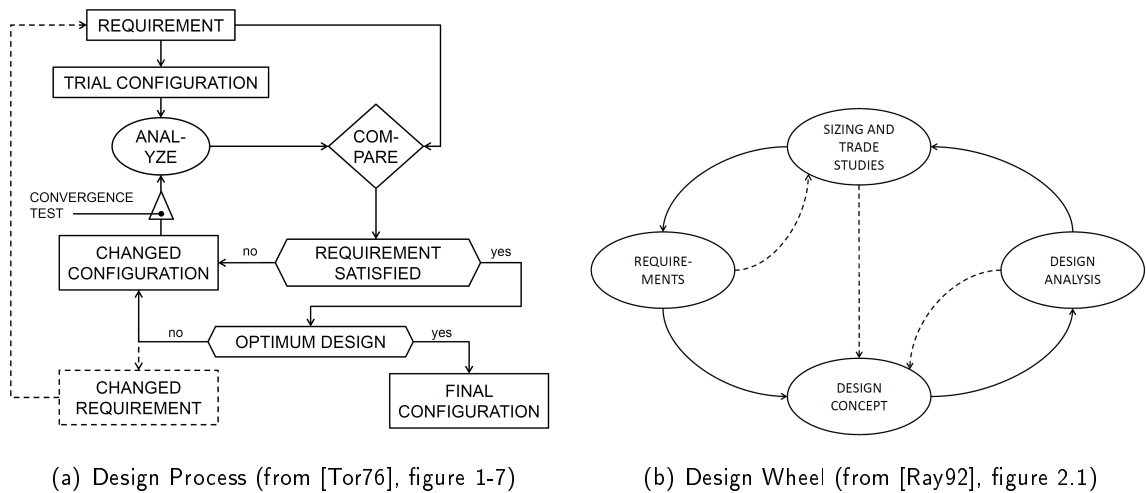 REQUIREMENT
TRIAL CONFIGURATION
ANAL-
YZE
COM-
PARE
CONVERGENCE
TEST
CHANGED
CONFIGURATION
no
REQUIREMENT
SATISFIED
yes
no
OPTIMUM DESIGN
yes
CHANGED
REQUIREMENT
FINAL
CONFIGURATION
(a) Design Process (from [Tor76], figure 1-7)
SIZING AND
TRADE
STUDIES
REQUIRE-
MENTS
DESIGN
ANALYSIS
DESIGN
CONCEPT
(b) Design Wheel (from [Ray92], figure 2.1)